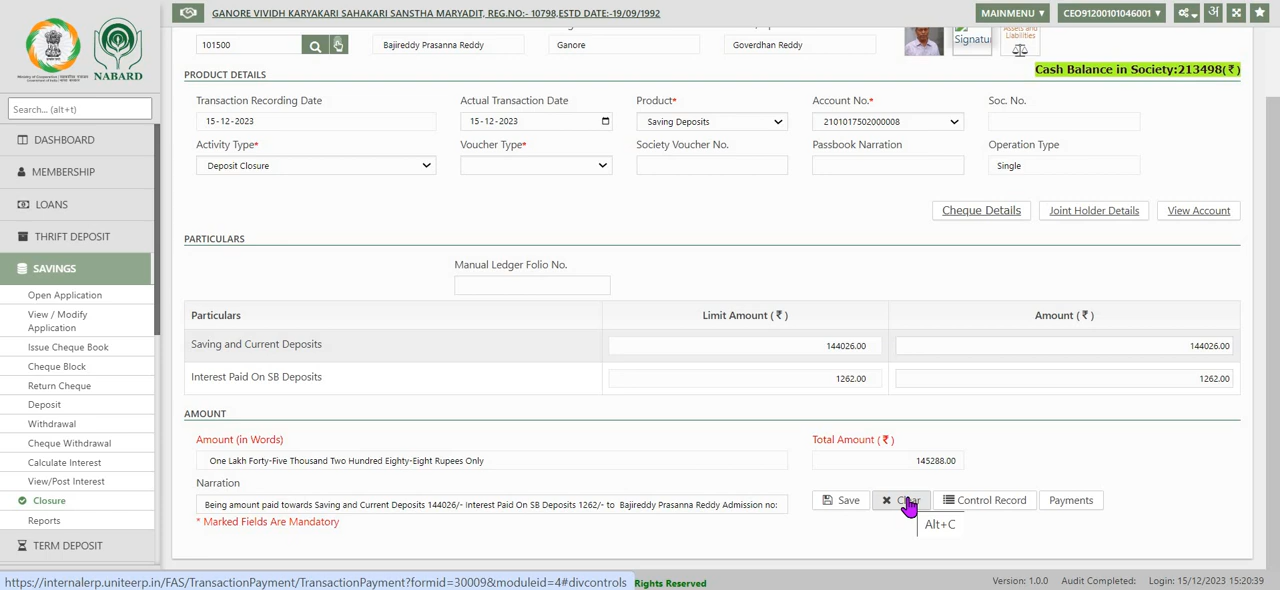 GANORE VIVIDH KARYAKARI SAHAKARI SANSTHA MARYADIT, REG.NO:- 10798,ESTD DATE:-19/09/1992
MAINMENU ▾
CEO91200101046001 ▾
अ
NABARD
101500
Bajireddy Prasanna Reddy
Ganore
Goverdhan Reddy
Signatur
Assets and
Liabilities
Cash Balance in Society:213498(₹)
Search... (alt+t)
DASHBOARD
MEMBERSHIP
LOANS
THRIFT DEPOSIT
SAVINGS
Open Application
View / Modify
Application
Issue Cheque Book
Cheque Block
Return Cheque
Deposit
Withdrawal
Cheque Withdrawal
Calculate Interest
View/Post Interest
Closure
Reports
TERM DEPOSIT
PRODUCT DETAILS
Transaction Recording Date
Actual Transaction Date
Product*
Account No.*
Soc. No.
15-12-2023
15-12-2023
Saving Deposits
2101017502000008
Activity Type*
Voucher Type*
Society Voucher No.
Passbook Narration
Operation Type
Deposit Closure
Single
Cheque Details
Joint Holder Details
View Account
PARTICULARS
Manual Ledger Folio No.
Particulars
Limit Amount (₹)
Amount (₹)
Saving and Current Deposits
144026.00
144026.00
Interest Paid On SB Deposits
1262.00
1262.00
AMOUNT
Amount (in Words)
Total Amount (₹)
One Lakh Forty-Five Thousand Two Hundred Eighty-Eight Rupees Only
145288.00
Narration
Being amount paid towards Saving and Current Deposits 144026/- Interest Paid On SB Deposits 1262/- to Bajireddy Prasanna Reddy Admission no:
Save
Clear
Control Record
Payments
* Marked Fields Are Mandatory
Alt+C
https://internalerp.uniteerp.in/FAS/TransactionPayment/TransactionPayment?formid=30009&moduleid=4#divcontrols
Rights Reserved
Version: 1.0.0
Audit Completed:
Login: 15/12/2023 15:20:39